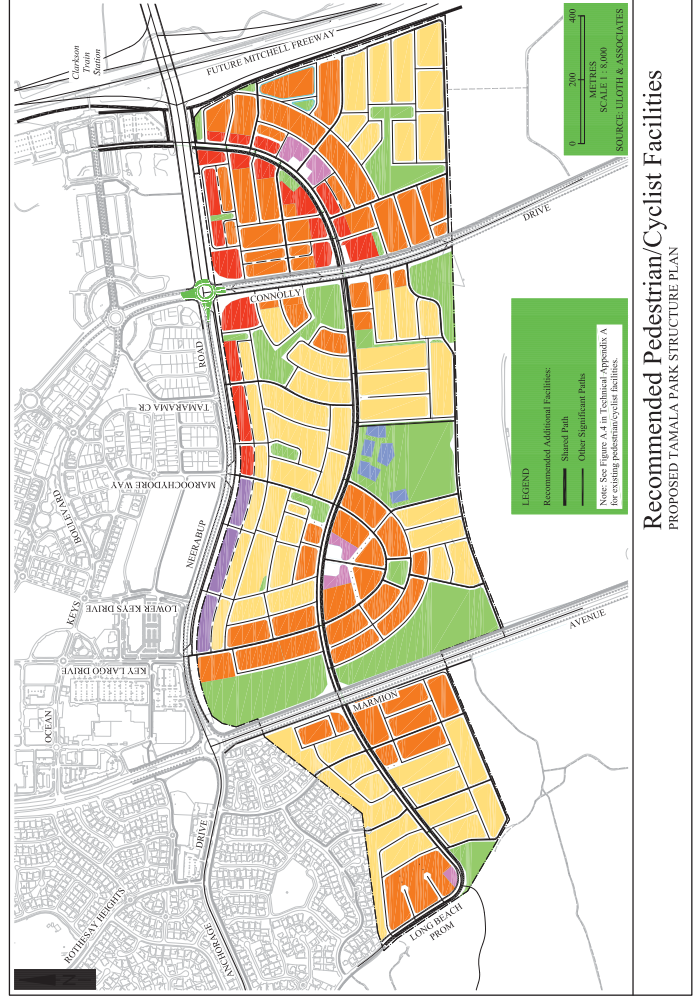 Clarkson
Train
Station
FUTURE MITCHELL FREEWAY
400
200
0
METRES
SCALE 1 : 8,000
SOURCE: ULOTH & ASSOCIATES
DRIVE
CONNOLLY
ROAD
TAMARAMA CR
MAROOCHYDORE WAY
BOULEVARD
NEERABUP
KEYS
LOWER KEYS DRIVE
KEY LARGO DRIVE
OCEAN
AVENUE
MARMION
DRIVE
ROTHESAY HEIGHTS
ANCHORAGE
LONG BEACH
PROM
LEGEND
Recommended Additional Facilities:
Shared Path
Other Significant Paths
Note: See Figure A.4 in Technical Appendix A
for existing pedestrian/cyclist facilities.
Recommended Pedestrian/Cyclist Facilities
PROPOSED TAMALA PARK STRUCTURE PLAN